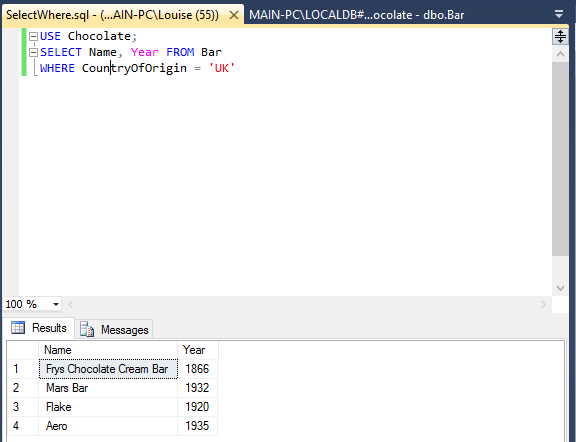 SelectWhere.sql - (...AIN-PC\Louise (55)) MAIN-PC\LOCALDB#...ocolate - dbo.Bar
USE Chocolate;
SELECT Name, Year FROM Bar
WHERE CountryOfOrigin = 'UK'
100 %
Results Messages
Name Year
1 Frys Chocolate Cream Bar 1866
2 Mars Bar 1932
3 Flake 1920
4 Aero 1935